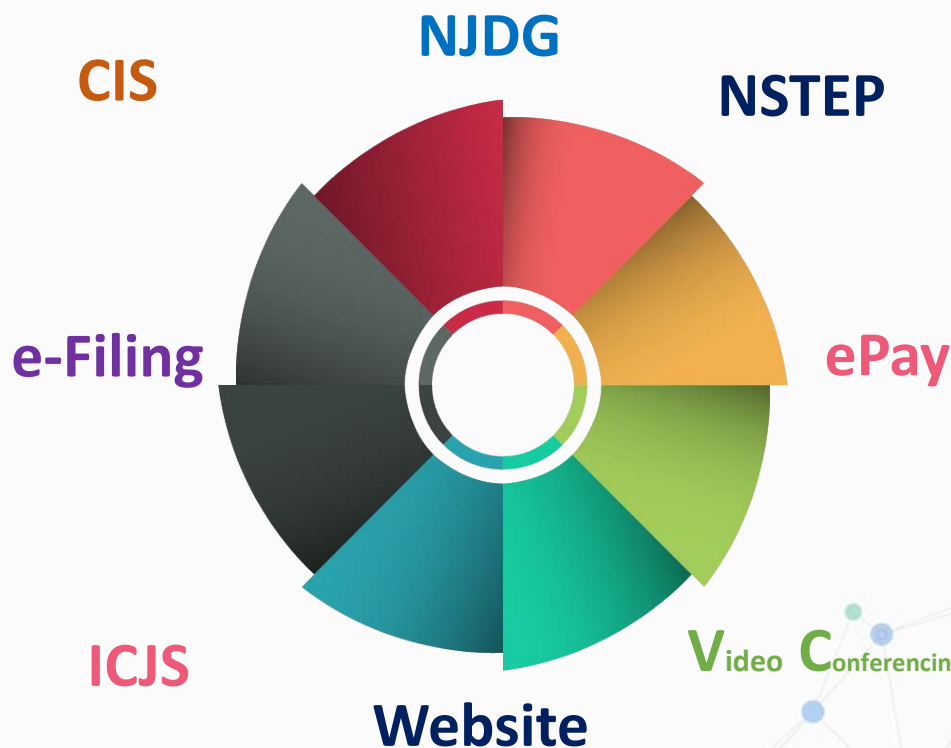 NJDG
CIS
NSTEP
e-Filing
ePay
ICJS
Video Conferencin
Website